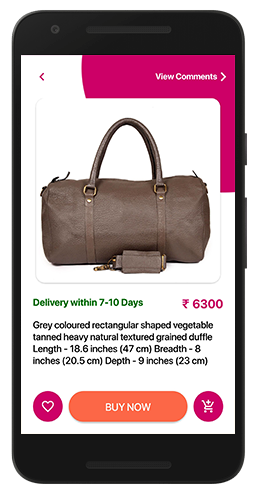 View Comments
Delivery within 7-10 Days
₹ 6300
Grey coloured rectangular shaped vegetable
tanned heavy natural textured grained duffle
Length - 18.6 inches (47 cm) Breadth - 8
inches (20.5 cm) Depth - 9 inches (23 cm)
BUY NOW